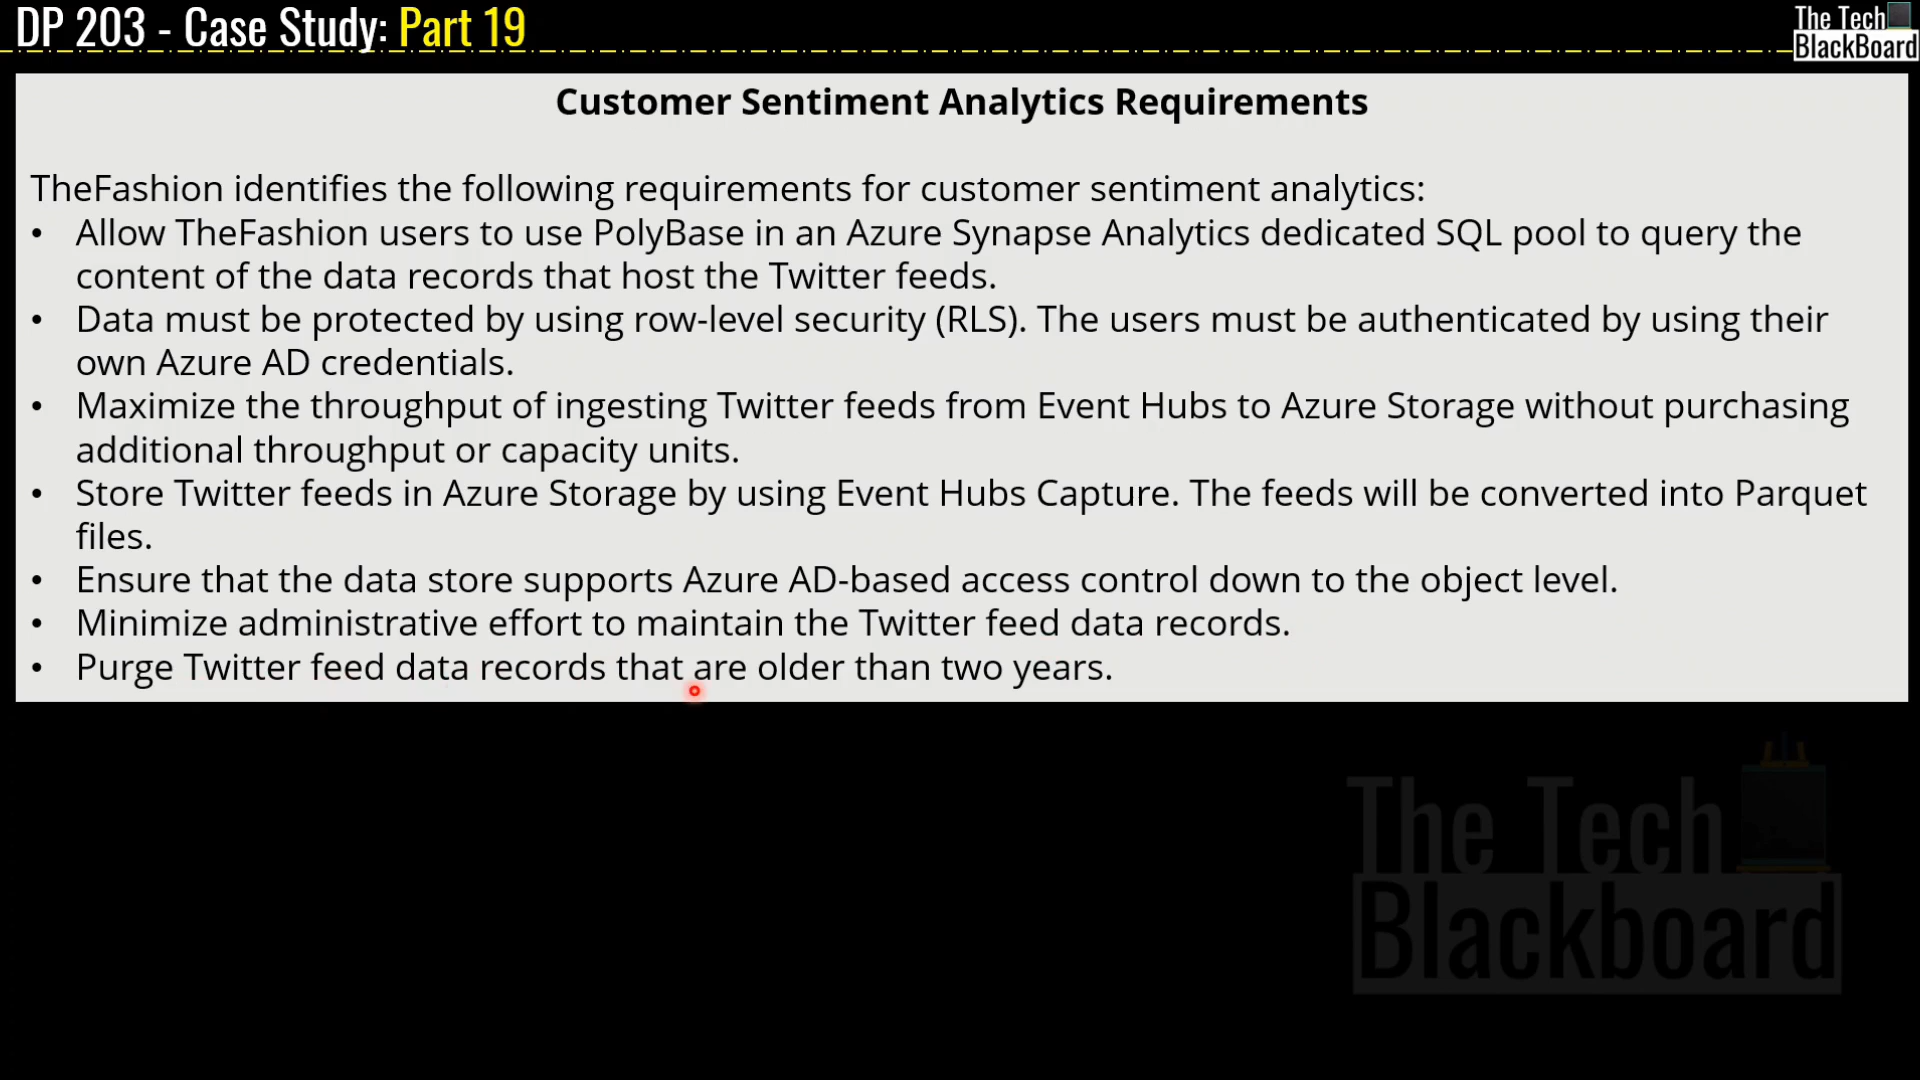 DP 203 - Case Study: Part 19
The Tech
BlackBoard
Customer Sentiment Analytics Requirements
TheFashion identifies the following requirements for customer sentiment analytics:
• Allow TheFashion users to use PolyBase in an Azure Synapse Analytics dedicated SQL pool to query the
content of the data records that host the Twitter feeds.
• Data must be protected by using row-level security (RLS). The users must be authenticated by using their
own Azure AD credentials.
• Maximize the throughput of ingesting Twitter feeds from Event Hubs to Azure Storage without purchasing
additional throughput or capacity units.
• Store Twitter feeds in Azure Storage by using Event Hubs Capture. The feeds will be converted into Parquet
files.
• Ensure that the data store supports Azure AD-based access control down to the object level.
• Minimize administrative effort to maintain the Twitter feed data records.
• Purge Twitter feed data records that are older than two years.
The Tech
Blackboard